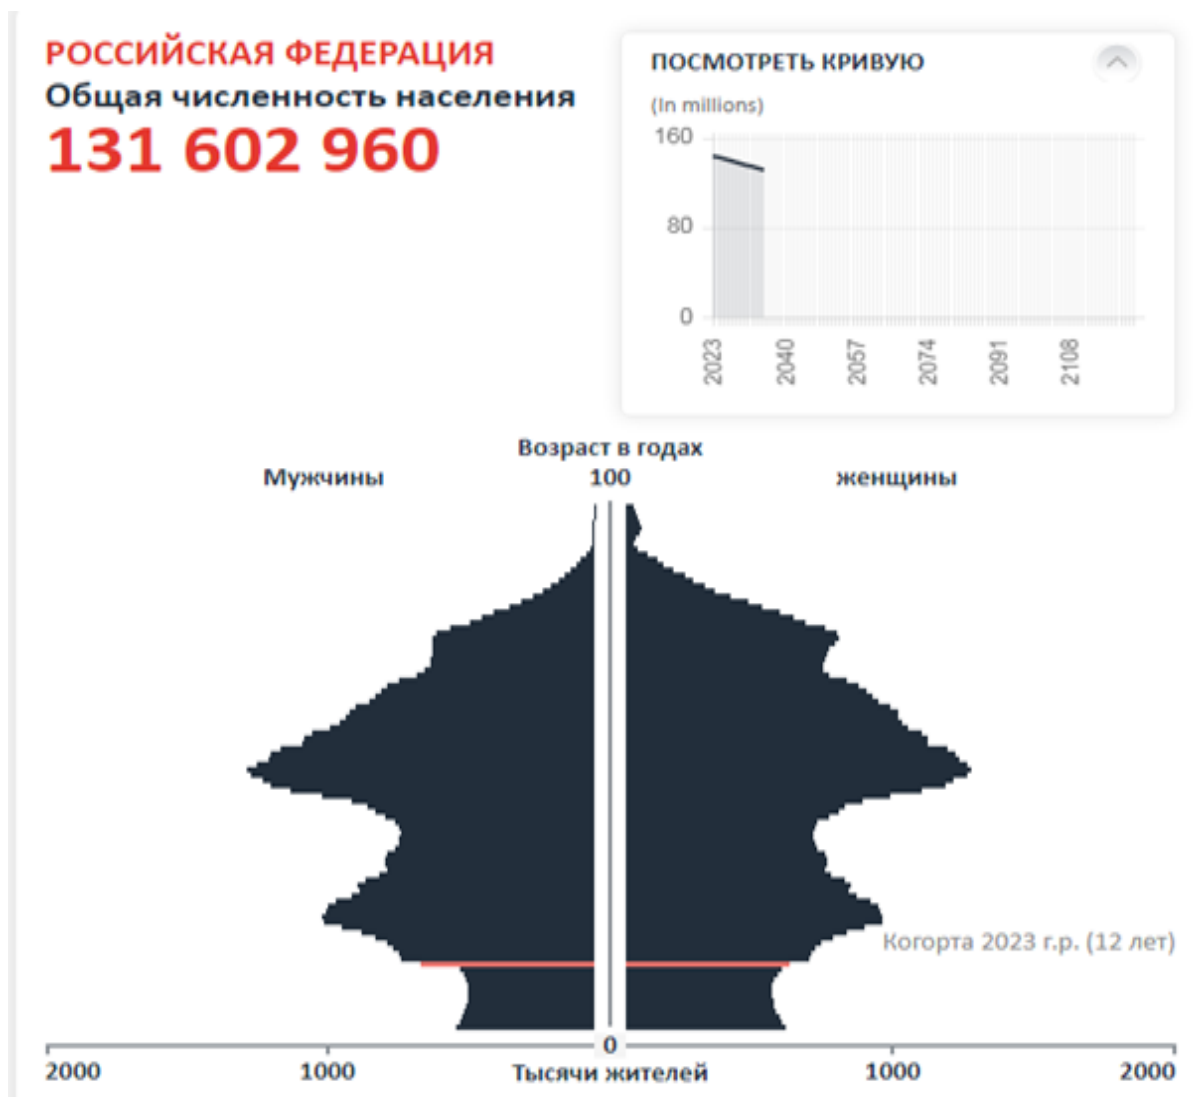 РОССИЙСКАЯ ФЕДЕРАЦИЯ
Общая численность населения
131 602 960
ПОСМОТРЕТЬ КРИВУЮ
(In millions)
160
80
0
2023
2040
2057
2074
2091
2108
Возраст в годах
Мужчины 100 женщины
Когорта 2023 г.р. (12 лет)
0
2000 1000 Тысячи жителей 1000 2000